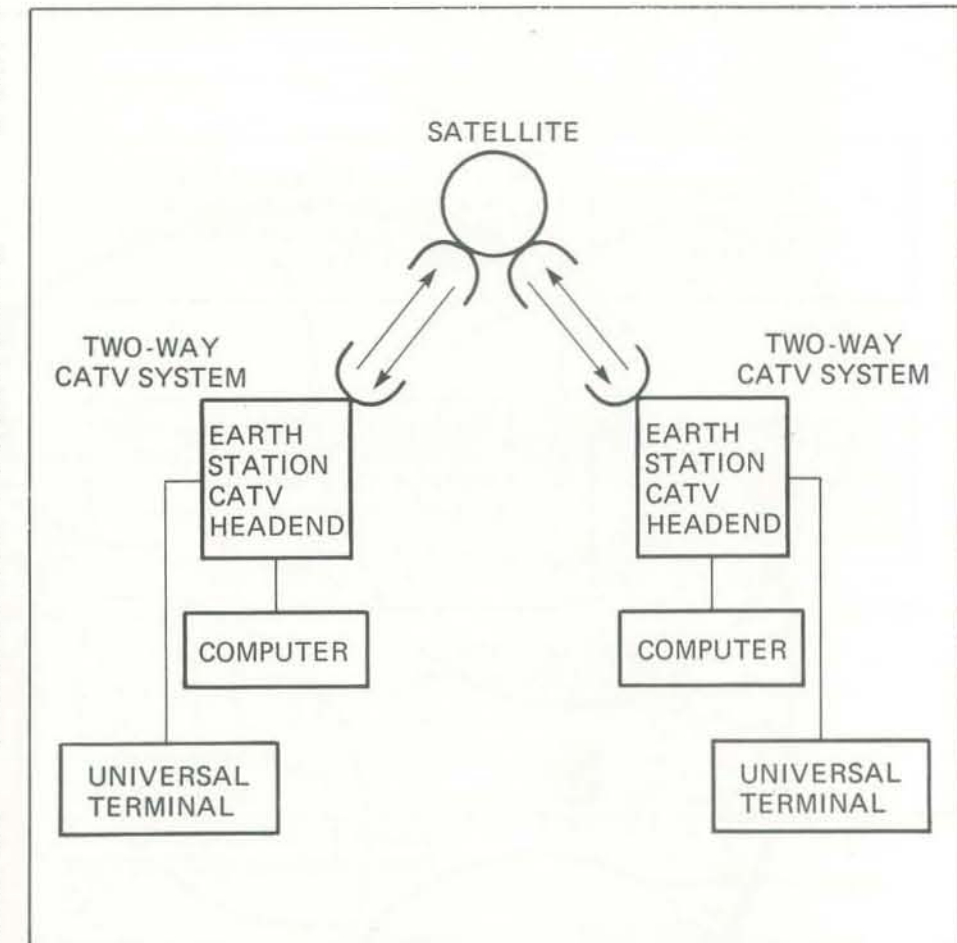 SATELLITE
TWO-WAY
CATV SYSTEM
TWO-WAY
CATV SYSTEM
EARTH
STATION
CATV
HEADEND
EARTH
STATION
CATV
HEADEND
COMPUTER
COMPUTER
UNIVERSAL
TERMINAL
UNIVERSAL
TERMINAL